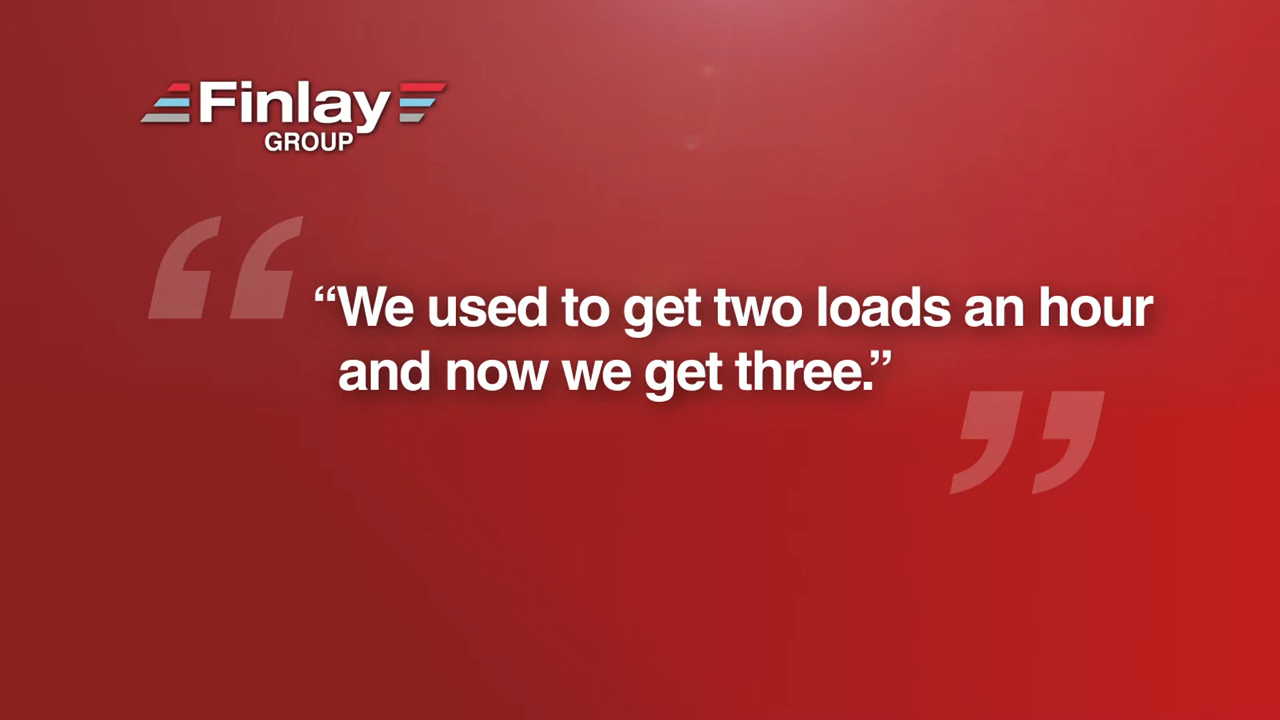 Finlay
GROUP
“We used to get two loads an hour
and now we get three.”